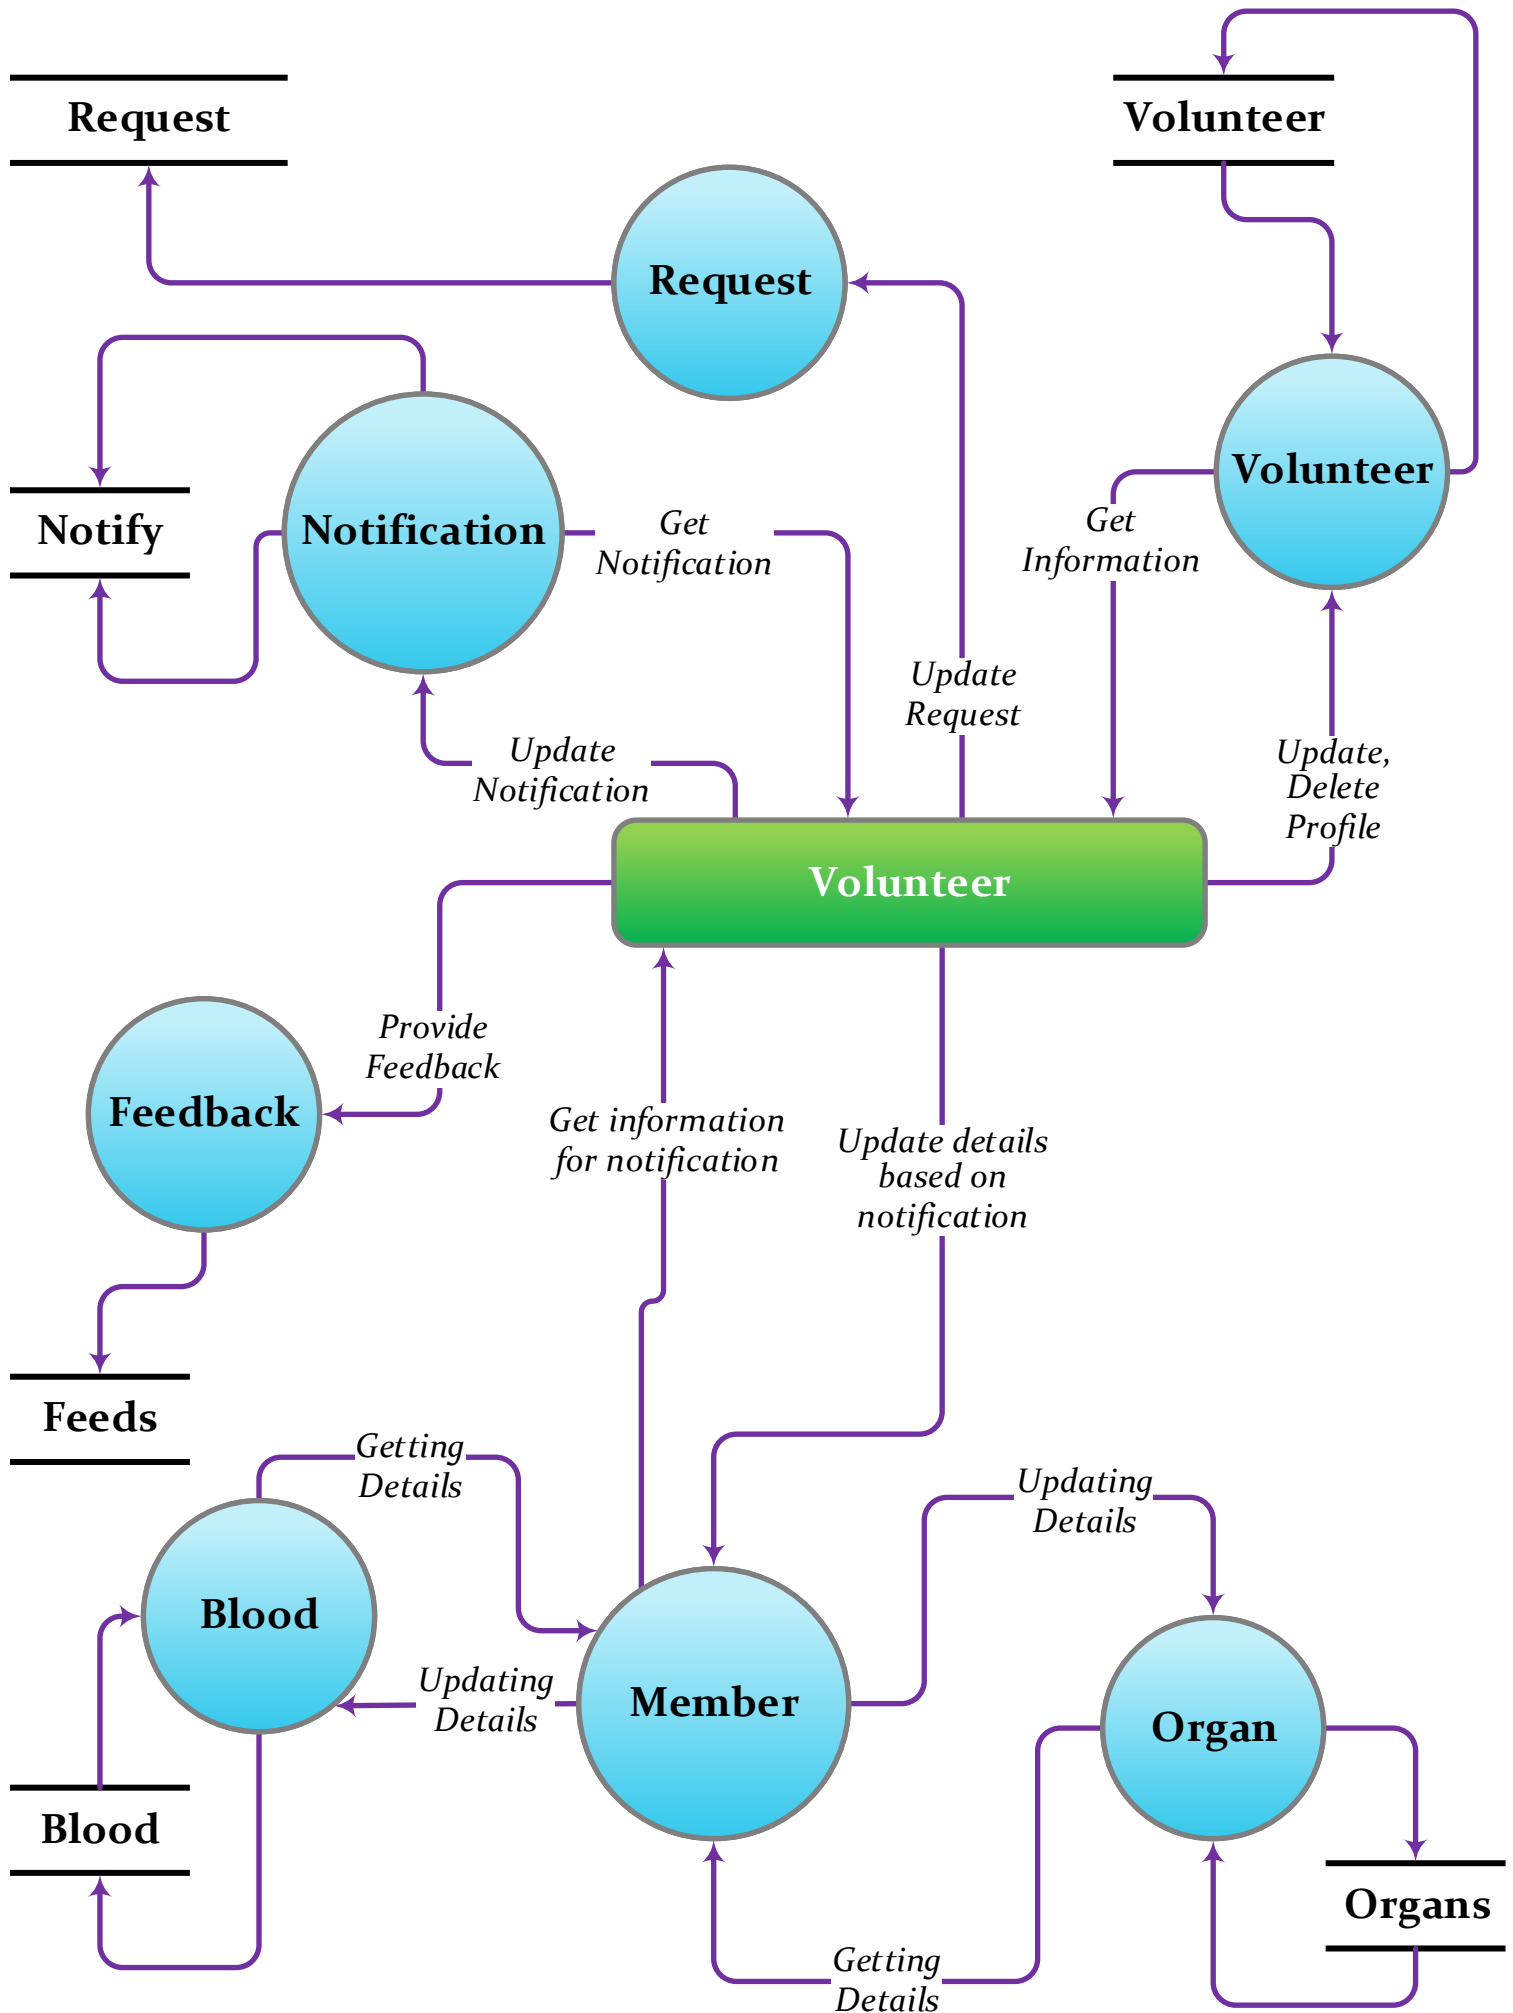 Request
Volunteer
Request
Volunteer
Notify
Notification
Get
Notification
Get
Information
Update
Request
Update
Notification
Update,
Delete
Profile
Volunteer
Provide
Feedback
Feedback
Get information
for notification
Update details
based on
notification
Feeds
Getting
Details
Updating
Details
Blood
Updating
Details
Member
Organ
Blood
Organs
Getting
Details